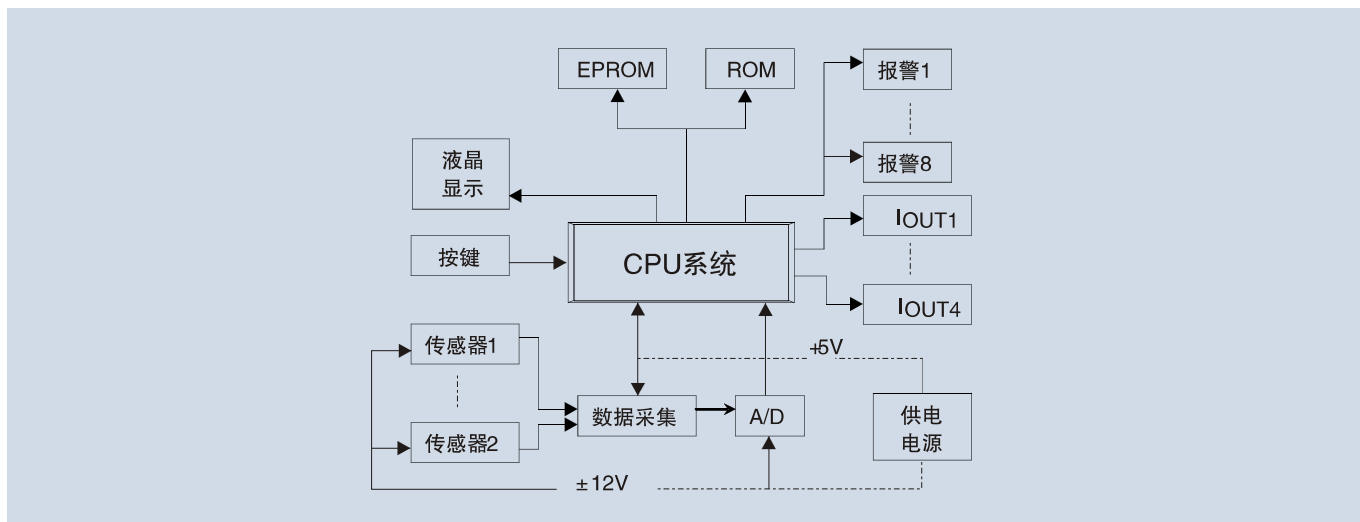 EPROM
ROM
报警1
液晶
显示
报警8
IOUT1
按键
CPU系统
IOUT4
传感器1
+5V
数据采集
A/D
供电
电源
传感器2
±12V